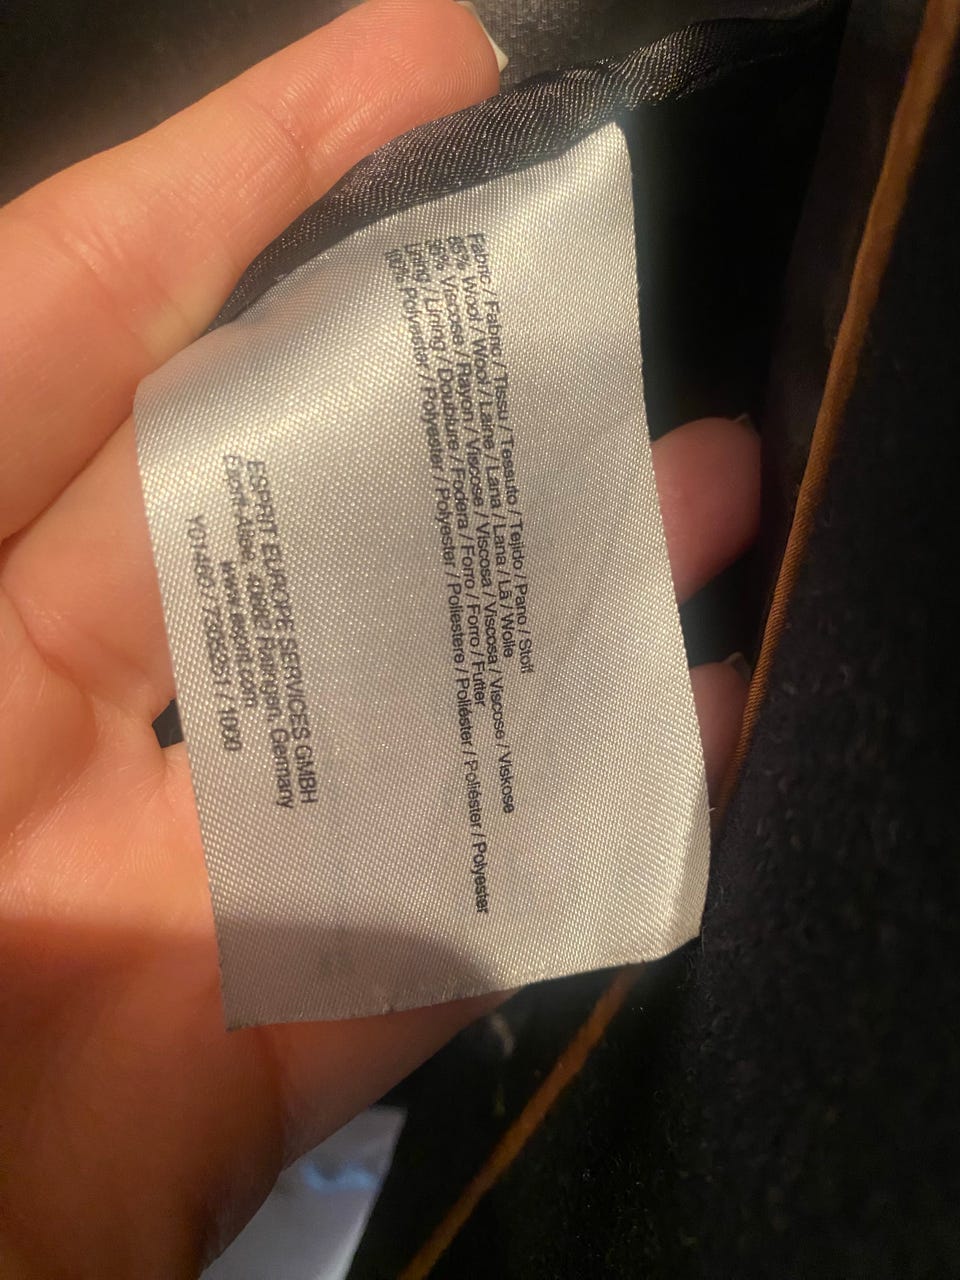 Fabric / Fabric / Tissu / Tessuto / Tejido / Pano / Stoff
Wool / Wool / Laine / Lana / Lana / Lã / Wolle
Viscose / Rayon / Viscose / Viscosa / Viscosa / Viscose / Viskose
Lining / Lining / Doublure / Fodera / Forro / Forro / Futter
100% Polyester / Polyester / Polyester / Poliestere / Poliéster / Poliéster / Polyester
ESPRIT EUROPE SERVICES GMBH
Esprit-Allee, 40882 Ratingen, Germany
www.esprit.com
/ 1000